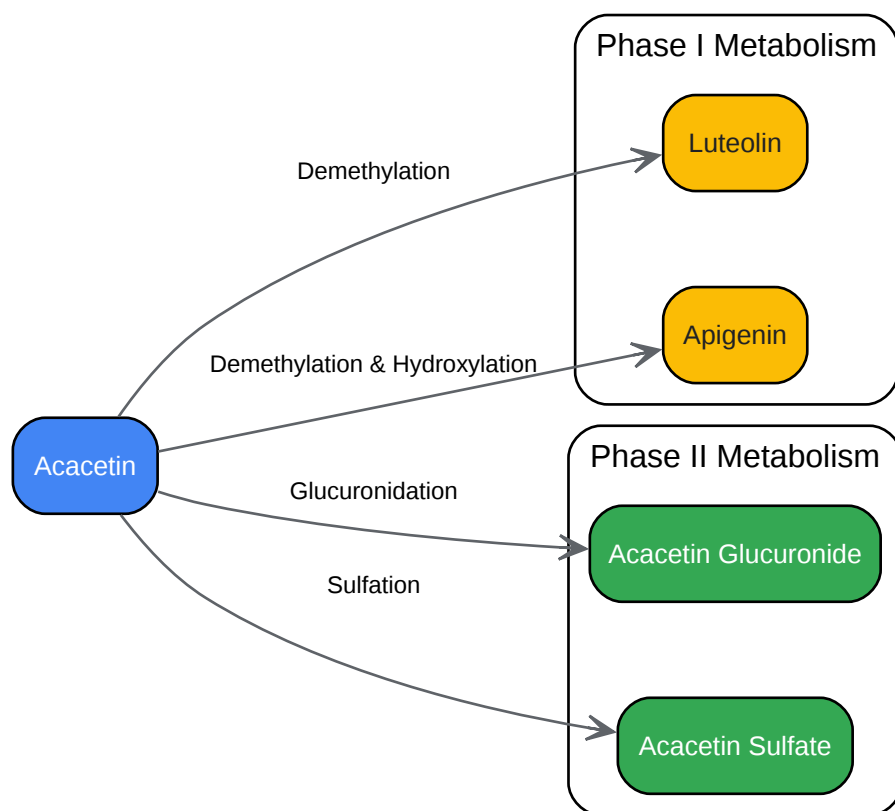 Phase I Metabolism
Luteolin
Demethylation
Apigenin
Demethylation & Hydroxylation
Acacetin
Phase II Metabolism
Glucuronidation
Acacetin Glucuronide
Sulfation
Acacetin Sulfate